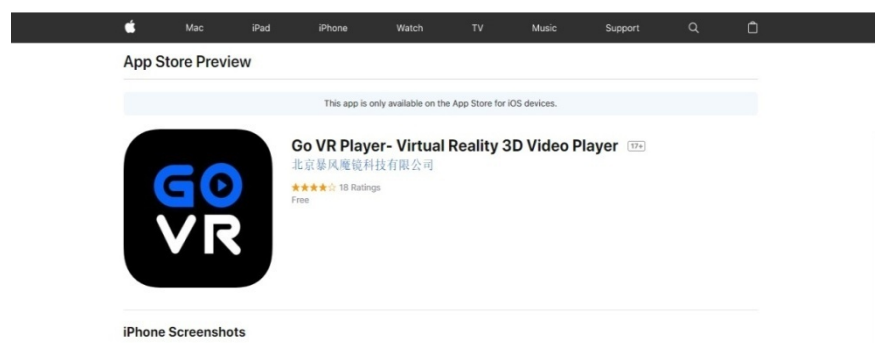 Mac iPad iPhone Watch TV Music Support
App Store Preview
This app is only available on the App Store for iOS devices.
GO
VR
Go VR Player- Virtual Reality 3D Video Player 17+
北京暴风魔镜科技有限公司
18 Ratings
Free
iPhone Screenshots